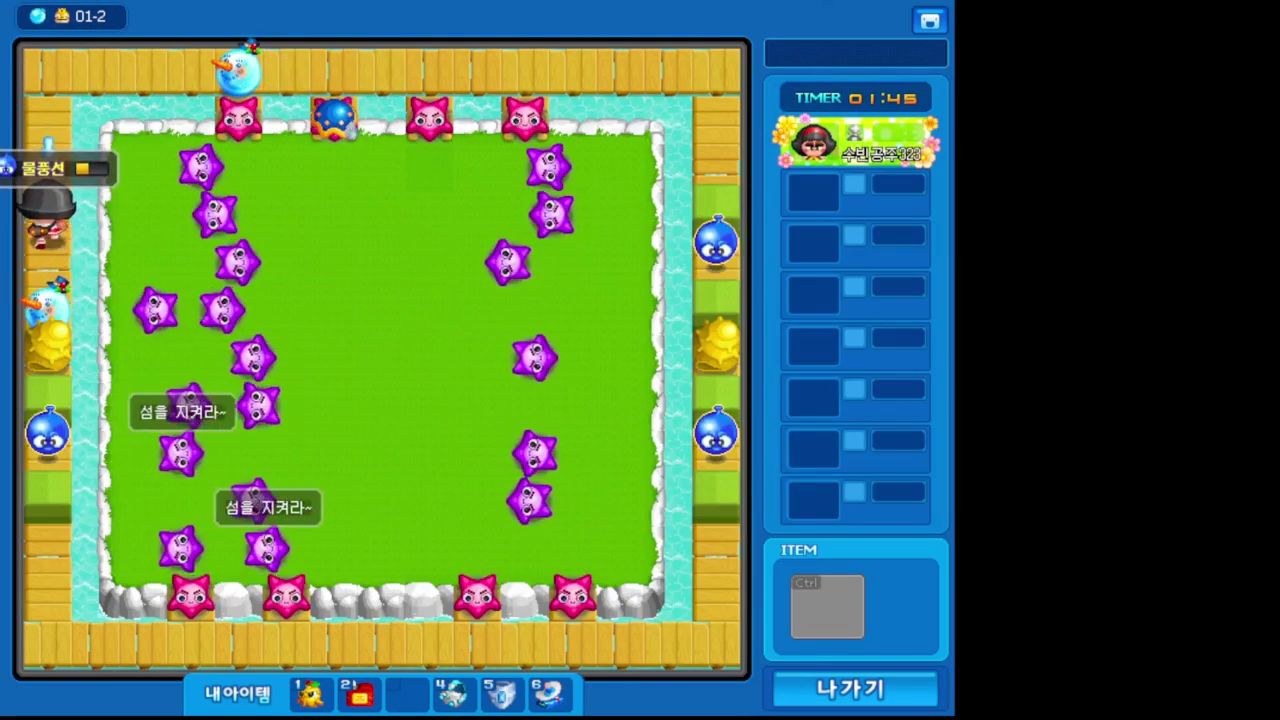 01-2
TIMER 01:45
수빈공주023
물풍선
섬을 지켜라~
섬을 지켜라~
ITEM
Ctrl
내아이템
1
2
4
5
6
나가기